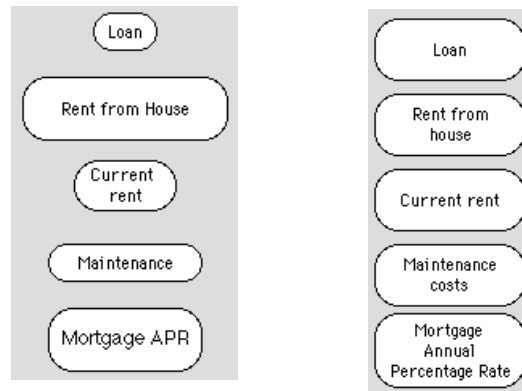 Loan
Rent from House
Current
rent
Maintenance
Mortgage APR
Loan
Rent from
house
Current rent
Maintenance
costs
Mortgage
Annual
Percentage Rate